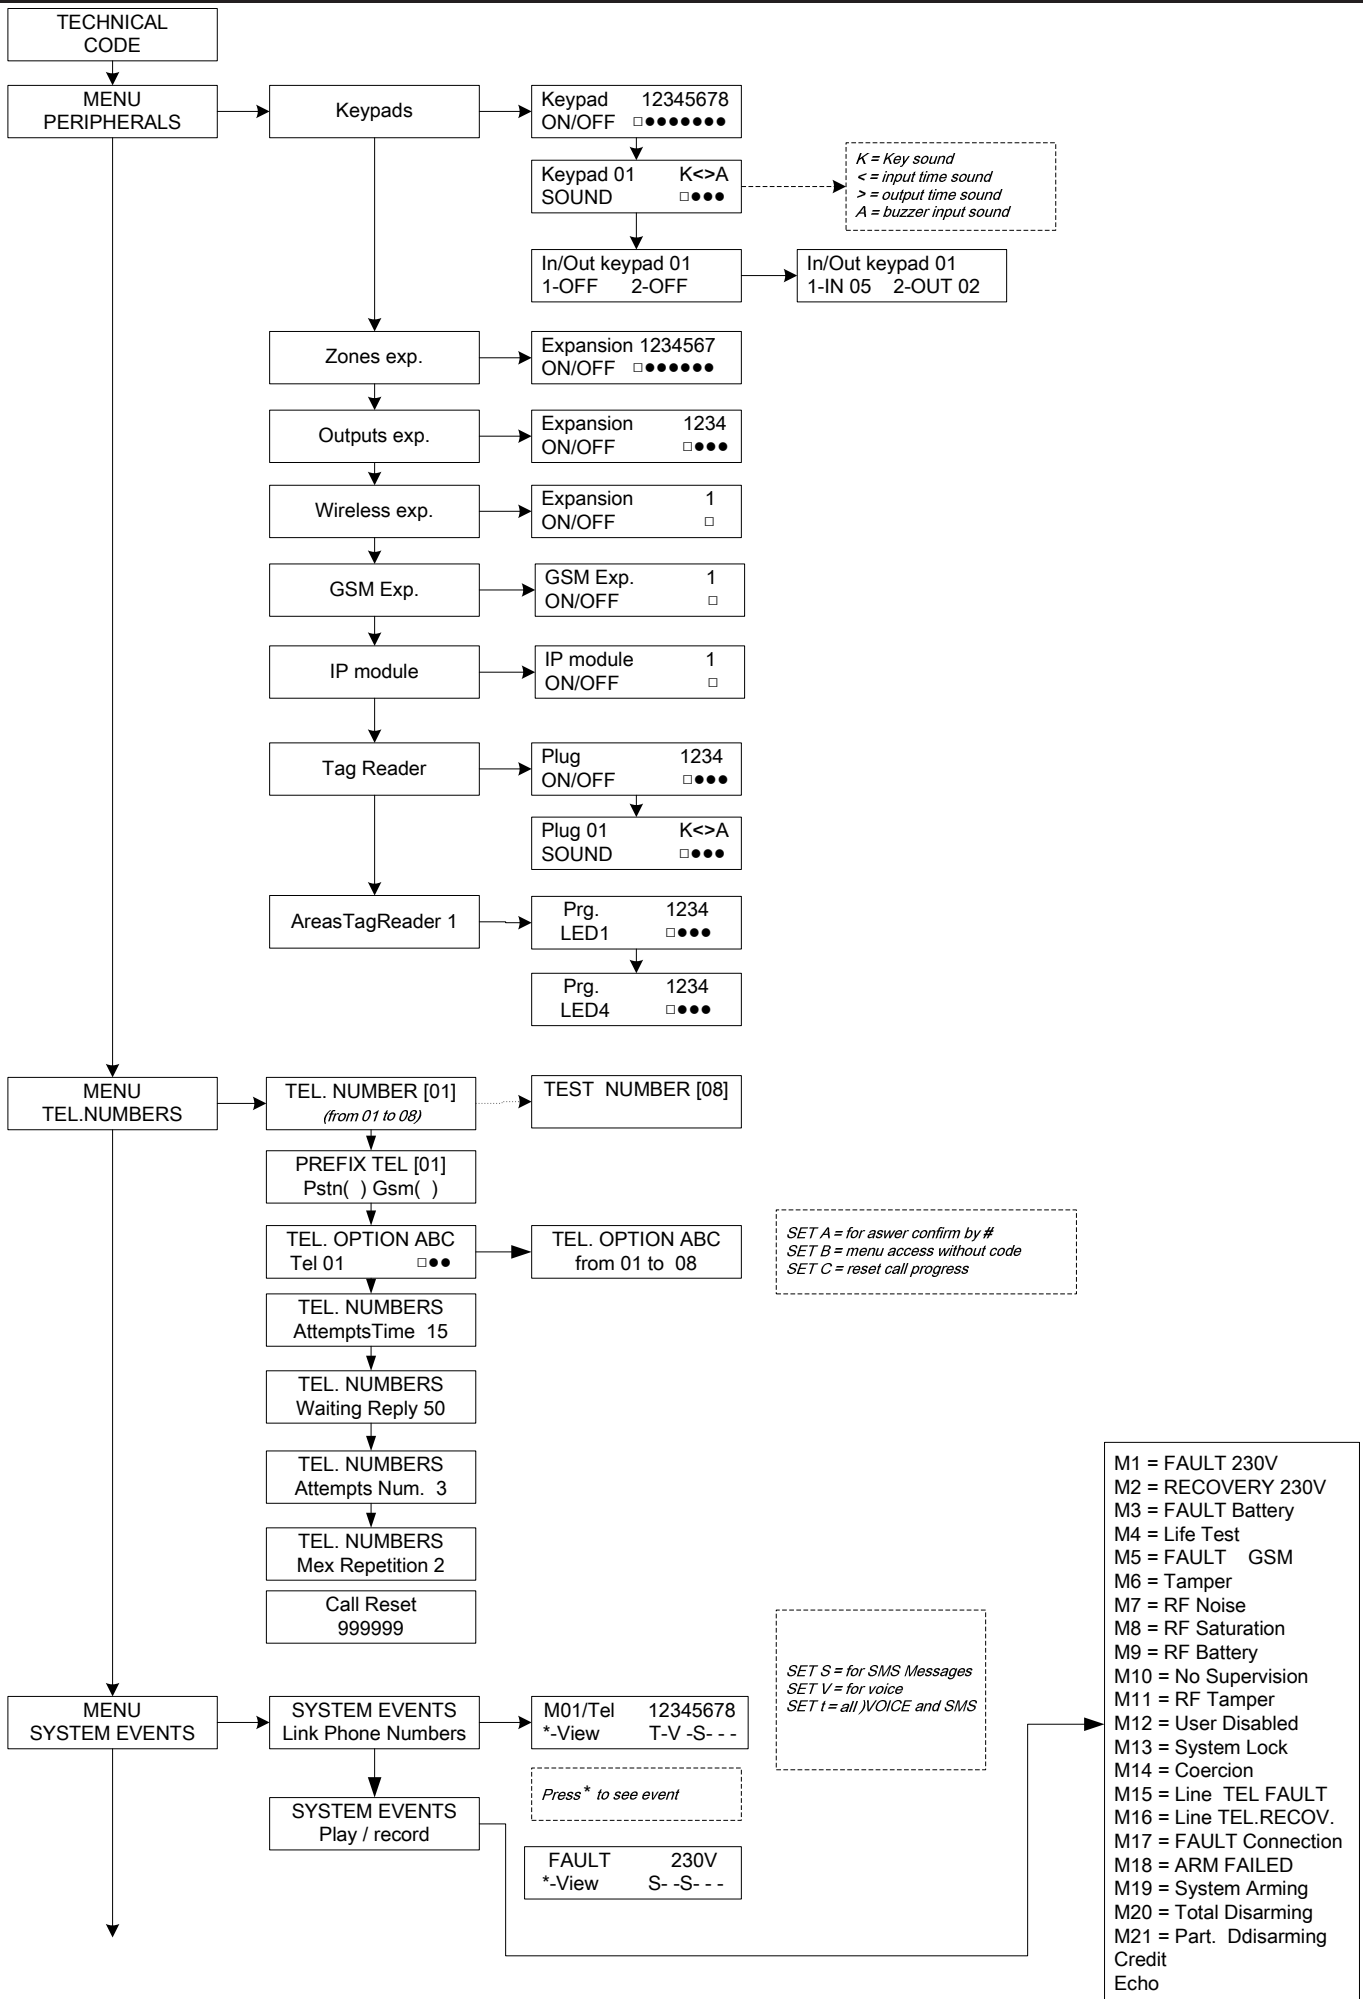 TECHNICAL
CODE
MENU
PERIPHERALS
Keypads
Keypad 12345678
ON/OFF □●●●●●●●
Keypad 01 K<>A
SOUND □●●●
K = Key sound
< = input time sound
> = output time sound
A = buzzer input sound
In/Out keypad 01
1-OFF 2-OFF
In/Out keypad 01
1-IN 05 2-OUT 02
Zones exp.
Expansion 1234567
ON/OFF □●●●●●●
Outputs exp.
Expansion 1234
ON/OFF □●●●
Wireless exp.
Expansion 1
ON/OFF □
GSM Exp.
GSM Exp. 1
ON/OFF □
IP module
IP module 1
ON/OFF □
Tag Reader
Plug 1234
ON/OFF □●●●
Plug 01 K<>A
SOUND □●●●
AreasTagReader 1
Prg. 1234
LED1 □●●●
Prg. 1234
LED4 □●●●
MENU
TEL.NUMBERS
TEL. NUMBER [01]
(from 01 to 08)
TEST NUMBER [08]
PREFIX TEL [01]
Pstn( ) Gsm( )
TEL. OPTION ABC
Tel 01 □●●
TEL. OPTION ABC
from 01 to 08
SET A = for aswer confirm by #
SET B = menu access without code
SET C = reset call progress
TEL. NUMBERS
AttemptsTime 15
TEL. NUMBERS
Waiting Reply 50
TEL. NUMBERS
Attempts Num. 3
TEL. NUMBERS
Mex Repetition 2
Call Reset
999999
MENU
SYSTEM EVENTS
SYSTEM EVENTS
Link Phone Numbers
M01/Tel 12345678
*-View T-V -S- - -
SET S = for SMS Messages
SET V = for voice
SET t = all )VOICE and SMS
Press * to see event
SYSTEM EVENTS
Play / record
FAULT 230V
*-View S- -S- - -
M1 = FAULT 230V
M2 = RECOVERY 230V
M3 = FAULT Battery
M4 = Life Test
M5 = FAULT GSM
M6 = Tamper
M7 = RF Noise
M8 = RF Saturation
M9 = RF Battery
M10 = No Supervision
M11 = RF Tamper
M12 = User Disabled
M13 = System Lock
M14 = Coercion
M15 = Line TEL FAULT
M16 = Line TEL.RECOV.
M17 = FAULT Connection
M18 = ARM FAILED
M19 = System Arming
M20 = Total Disarming
M21 = Part. Ddisarming
Credit
Echo